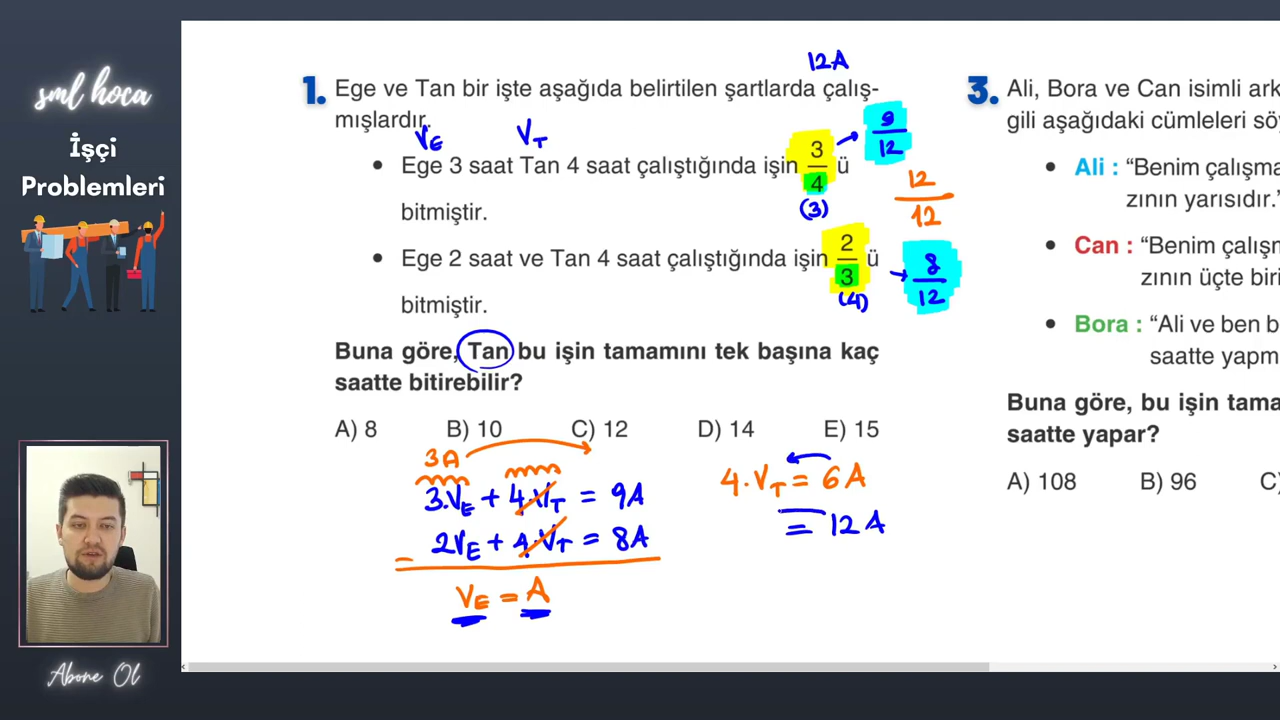 sml hoca
İşçi
Problemleri
Abone Ol
12A
1. Ege ve Tan bir işte aşağıda belirtilen şartlarda çalış-
mışlardır.
VE VT
• Ege 3 saat Tan 4 saat çalıştığında işin 3/4 ü
(3)
9/12
bitmiştir.
12/12
• Ege 2 saat ve Tan 4 saat çalıştığında işin 2/3 ü
(4)
8/12
bitmiştir.
Buna göre, Tan bu işin tamamını tek başına kaç
saatte bitirebilir?
A) 8 B) 10 C) 12 D) 14 E) 15
3A
3.VE + 4.VT = 9A
2VE + 4.VT = 8A
VE = A
4.VT = 6A
= 12A
3. Ali, Bora ve Can isimli ark
gili aşağıdaki cümleleri söy
• Ali : “Benim çalışma
zının yarısıdır.”
• Can : “Benim çalışn
zının üçte biri
• Bora : “Ali ve ben b
saatte yapm
Buna göre, bu işin tama
saatte yapar?
A) 108 B) 96 C)